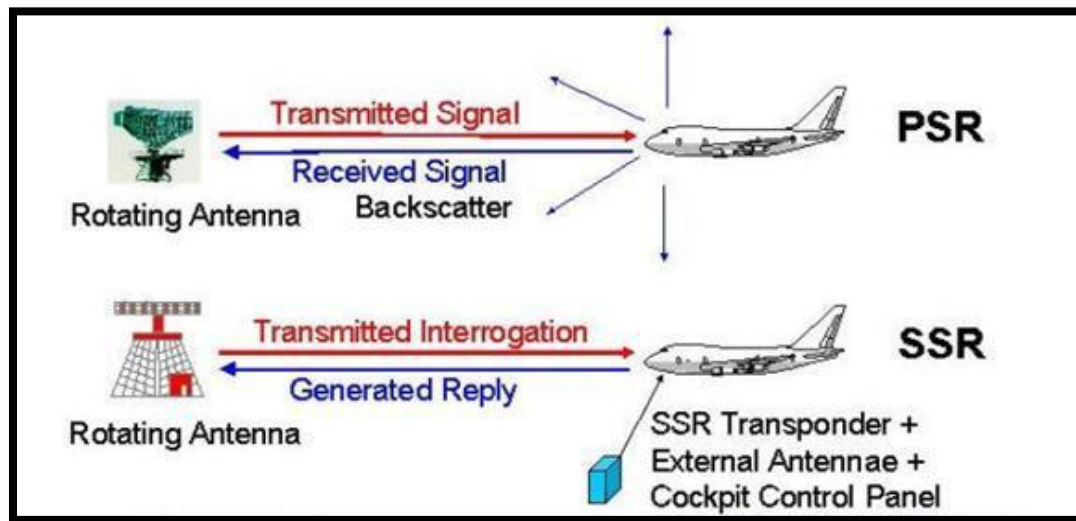 Transmitted Signal
PSR
Received Signal
Backscatter
Rotating Antenna
Transmitted Interrogation
SSR
Generated Reply
Rotating Antenna
SSR Transponder +
External Antennae +
Cockpit Control Panel